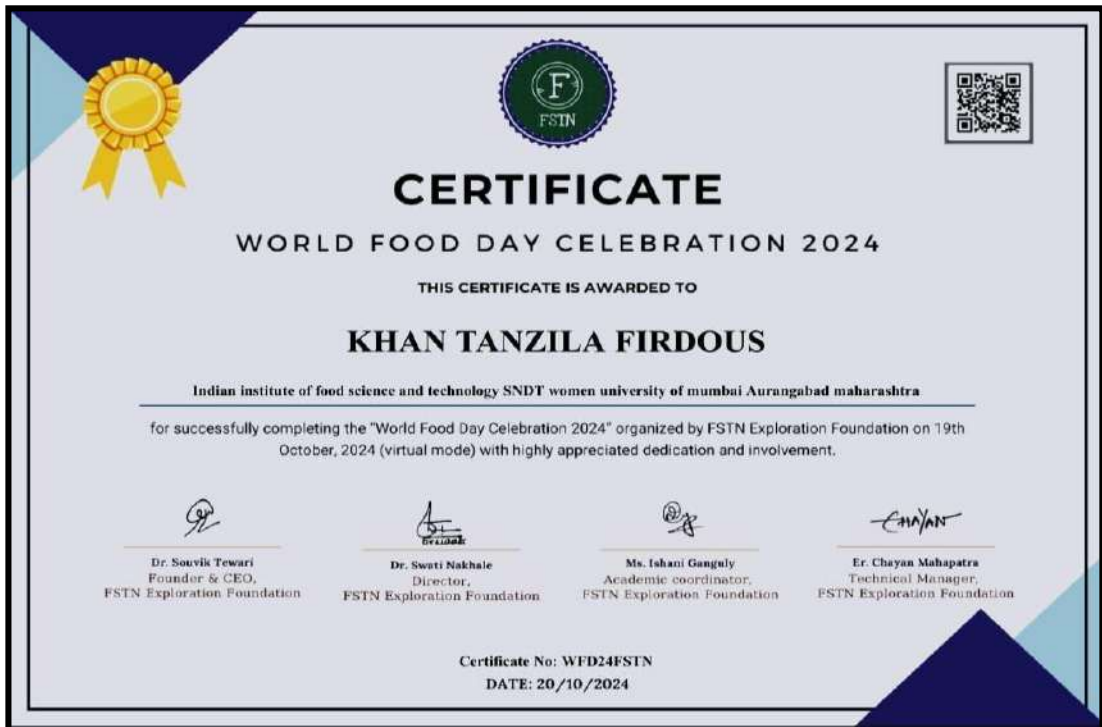 F
FSTN
CERTIFICATE
WORLD FOOD DAY CELEBRATION 2024
THIS CERTIFICATE IS AWARDED TO
KHAN TANZILA FIRDOUS
Indian institute of food science and technology SNDT women university of mumbai Aurangabad maharashtra
for successfully completing the "World Food Day Celebration 2024" organized by FSTN Exploration Foundation on 19th
October, 2024 (virtual mode) with highly appreciated dedication and involvement.
CHAYAN
Dr. Souvik Tewari
Founder & CEO,
FSTN Exploration Foundation
Dr. Swati Nakhale
Director,
FSTN Exploration Foundation
Ms. Ishani Ganguly
Academic coordinator,
FSTN Exploration Foundation
Er. Chayan Mahapatra
Technical Manager,
FSTN Exploration Foundation
Certificate No: WFD24FSTN
DATE: 20/10/2024